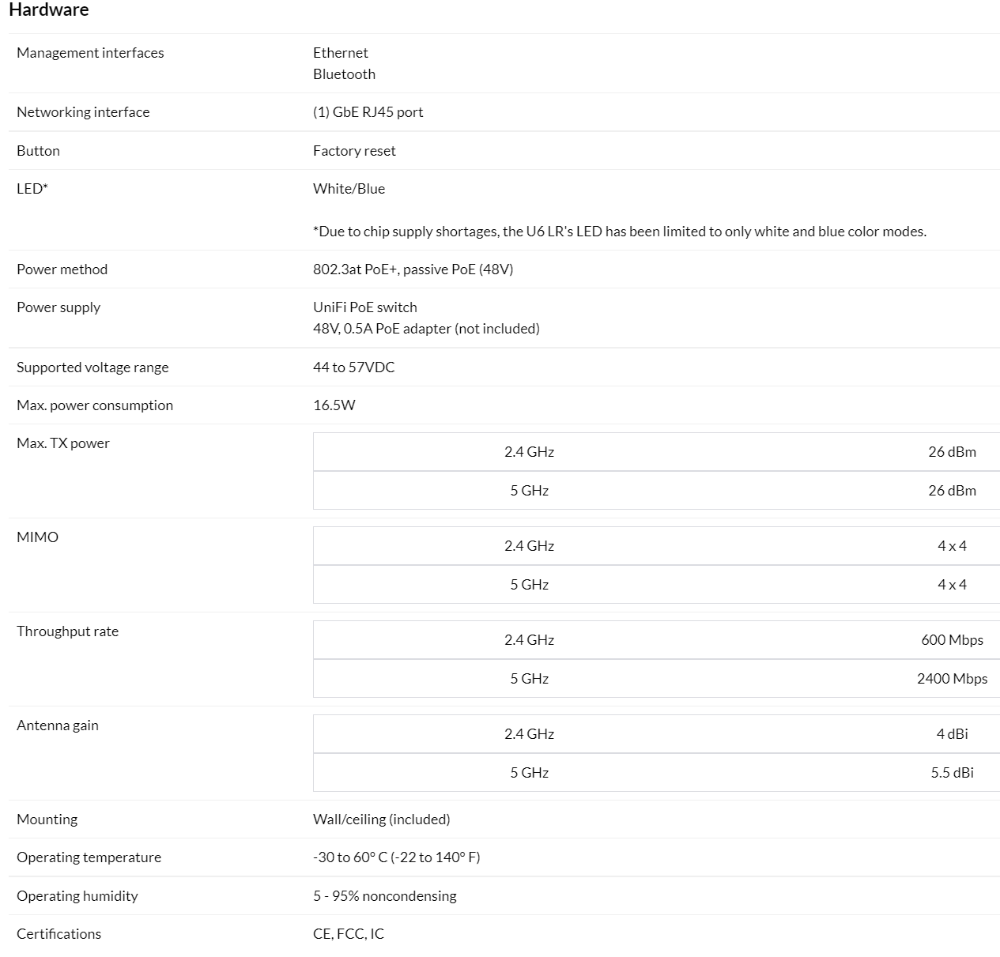 Hardware
Management interfaces
Ethernet
Bluetooth
Networking interface
(1) GbE RJ45 port
Button
Factory reset
LED*
White/Blue
*Due to chip supply shortages, the U6 LR's LED has been limited to only white and blue color modes.
Power method
802.3at PoE+, passive PoE (48V)
Power supply
UniFi PoE switch
48V, 0.5A PoE adapter (not included)
Supported voltage range
44 to 57VDC
Max. power consumption
16.5W
Max. TX power
2.4 GHz
26 dBm
5 GHz
26 dBm
MIMO
2.4 GHz
4 x 4
5 GHz
4 x 4
Throughput rate
2.4 GHz
600 Mbps
5 GHz
2400 Mbps
Antenna gain
2.4 GHz
4 dBi
5 GHz
5.5 dBi
Mounting
Wall/ceiling (included)
Operating temperature
-30 to 60° C (-22 to 140° F)
Operating humidity
5 - 95% noncondensing
Certifications
CE, FCC, IC